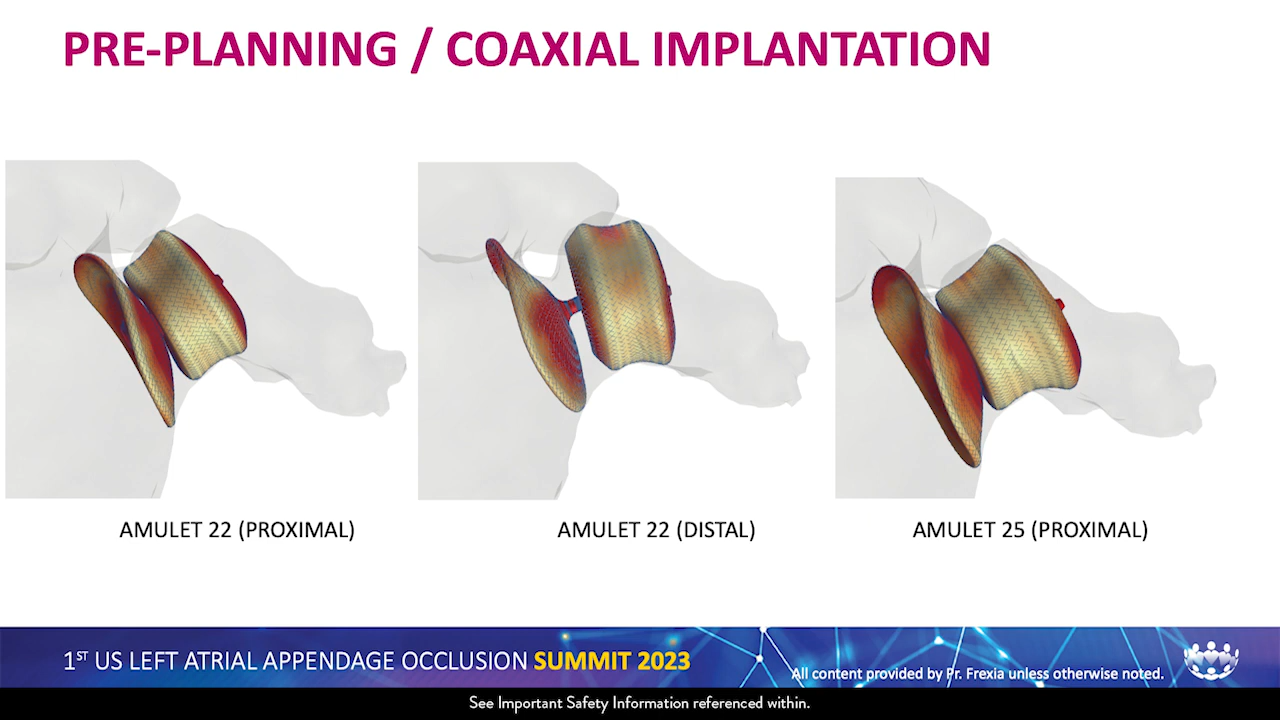 PRE-PLANNING / COAXIAL IMPLANTATION
AMULET 22 (PROXIMAL)
AMULET 22 (DISTAL)
AMULET 25 (PROXIMAL)
1ST US LEFT ATRIAL APPENDAGE OCCLUSION SUMMIT 2023
All content provided by Pr. Frexia unless otherwise noted.
See Important Safety Information referenced within.